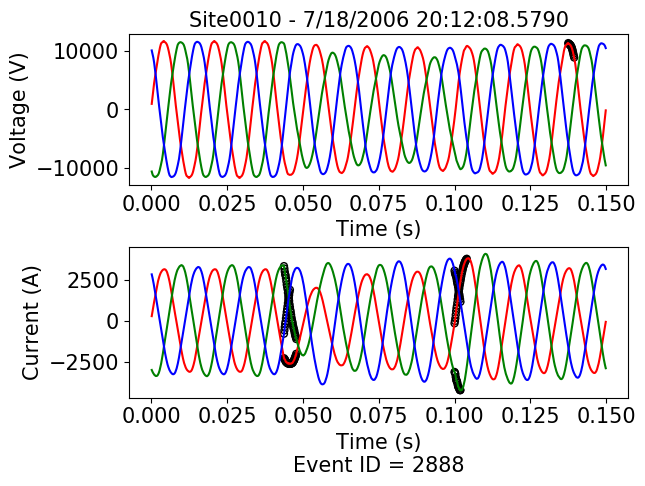 Site0010 - 7/18/2006 20:12:08.5790
Voltage (V)
10000
0
−10000
0.000 0.025 0.050 0.075 0.100 0.125 0.150
Time (s)
Current (A)
2500
0
−2500
0.000 0.025 0.050 0.075 0.100 0.125 0.150
Time (s)
Event ID = 2888